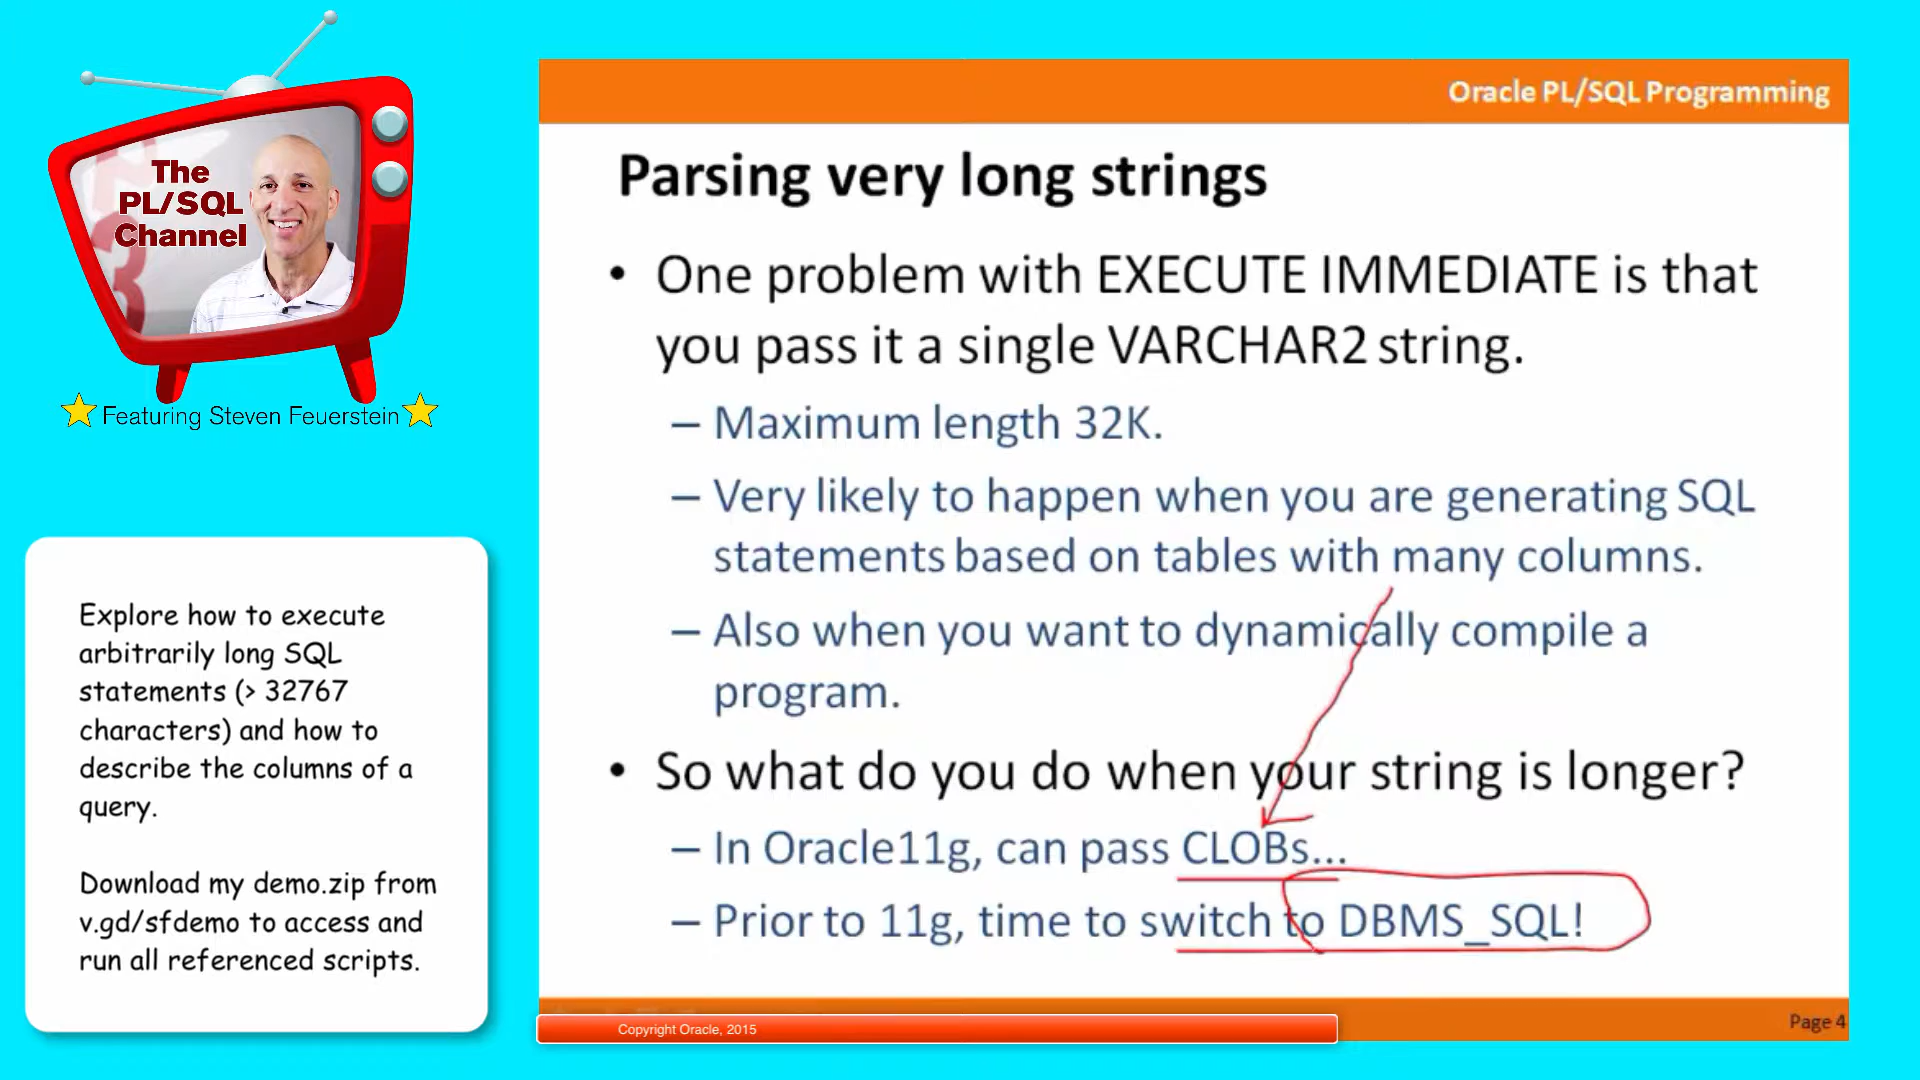 The
PL/SQL
Channel
Featuring Steven Feuerstein
Explore how to execute
arbitrarily long SQL
statements (> 32767
characters) and how to
describe the columns of a
query.
Download my demo.zip from
v.gd/sfdemo to access and
run all referenced scripts.
Oracle PL/SQL Programming
Parsing very long strings
• One problem with EXECUTE IMMEDIATE is that
you pass it a single VARCHAR2 string.
– Maximum length 32K.
– Very likely to happen when you are generating SQL
statements based on tables with many columns.
– Also when you want to dynamically compile a
program.
• So what do you do when your string is longer?
– In Oracle11g, can pass CLOBs...
– Prior to 11g, time to switch to DBMS_SQL!
Copyright Oracle, 2015
Page 4